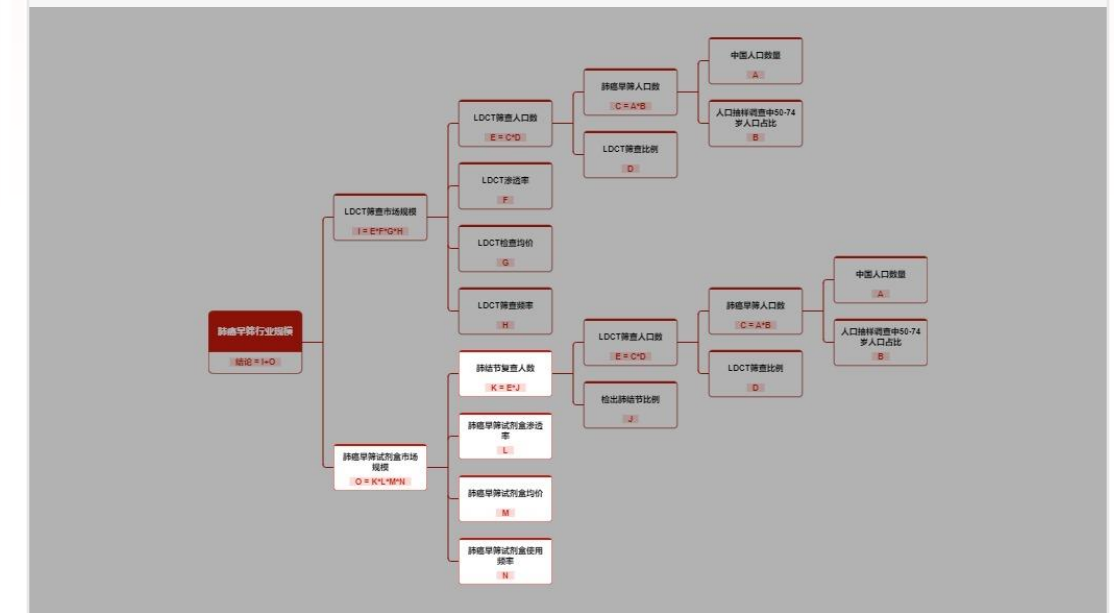 中国人口数量
A
肺癌早筛人口数
C = A*B
人口抽样调查中50-74
岁人口占比
B
LDCT筛查人口数
E = C*D
LDCT筛查比例
D
LDCT渗透率
F
LDCT筛查市场规模
I = E*F*G*H
LDCT检查均价
G
LDCT筛查频率
H
中国人口数量
A
肺癌早筛人口数
C = A*B
人口抽样调查中50-74
岁人口占比
B
LDCT筛查人口数
E = C*D
LDCT筛查比例
D
肺癌早筛行业规模
结论 = I+O
肺结节复查人数
K = E*J
检出肺结节比例
J
肺癌早筛试剂盒渗透
率
L
肺癌早筛试剂盒市场
规模
O = K*L*M*N
肺癌早筛试剂盒均价
M
肺癌早筛试剂盒使用
频率
N